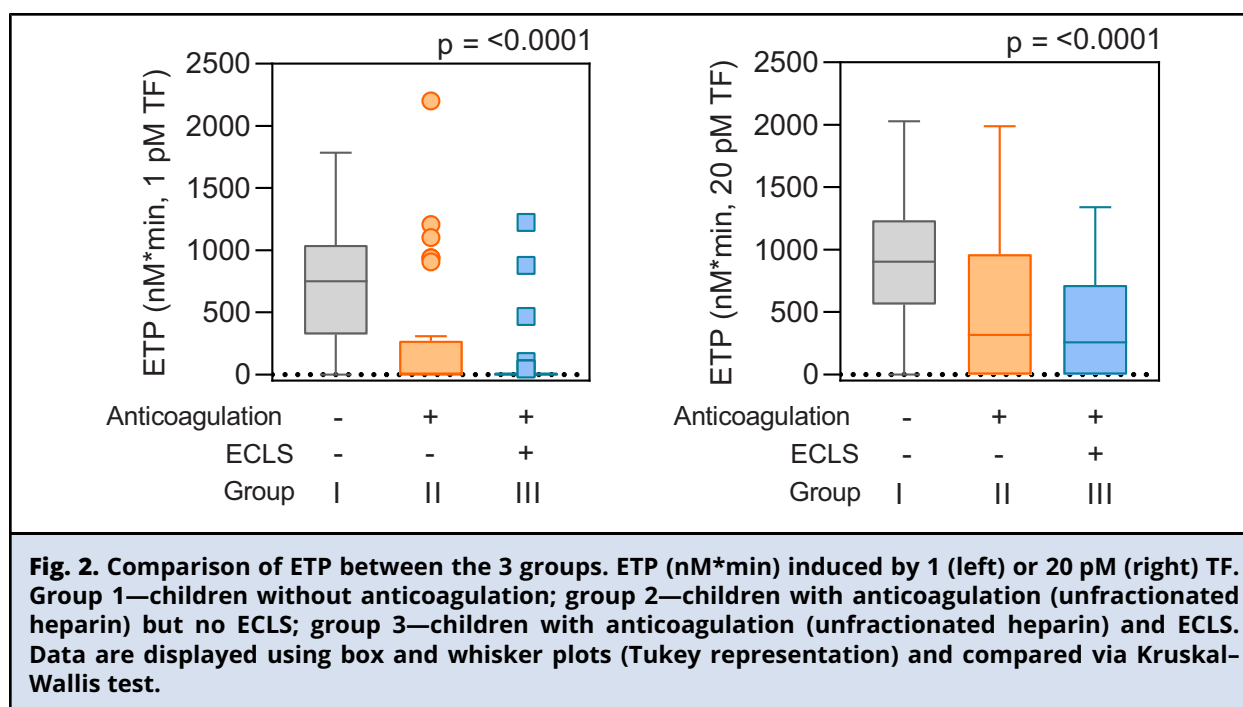 p = <0.0001
ETP (nM*min, 1 pM TF)
2500
2000
1500
1000
500
0
Anticoagulation - + +
ECLS - - +
Group I II III
p = <0.0001
ETP (nM*min, 20 pM TF)
2500
2000
1500
1000
500
0
Anticoagulation - + +
ECLS - - +
Group I II III
Fig. 2. Comparison of ETP between the 3 groups. ETP (nM*min) induced by 1 (left) or 20 pM (right) TF.
Group 1—children without anticoagulation; group 2—children with anticoagulation (unfractionated
heparin) but no ECLS; group 3—children with anticoagulation (unfractionated heparin) and ECLS.
Data are displayed using box and whisker plots (Tukey representation) and compared via Kruskal–
Wallis test.